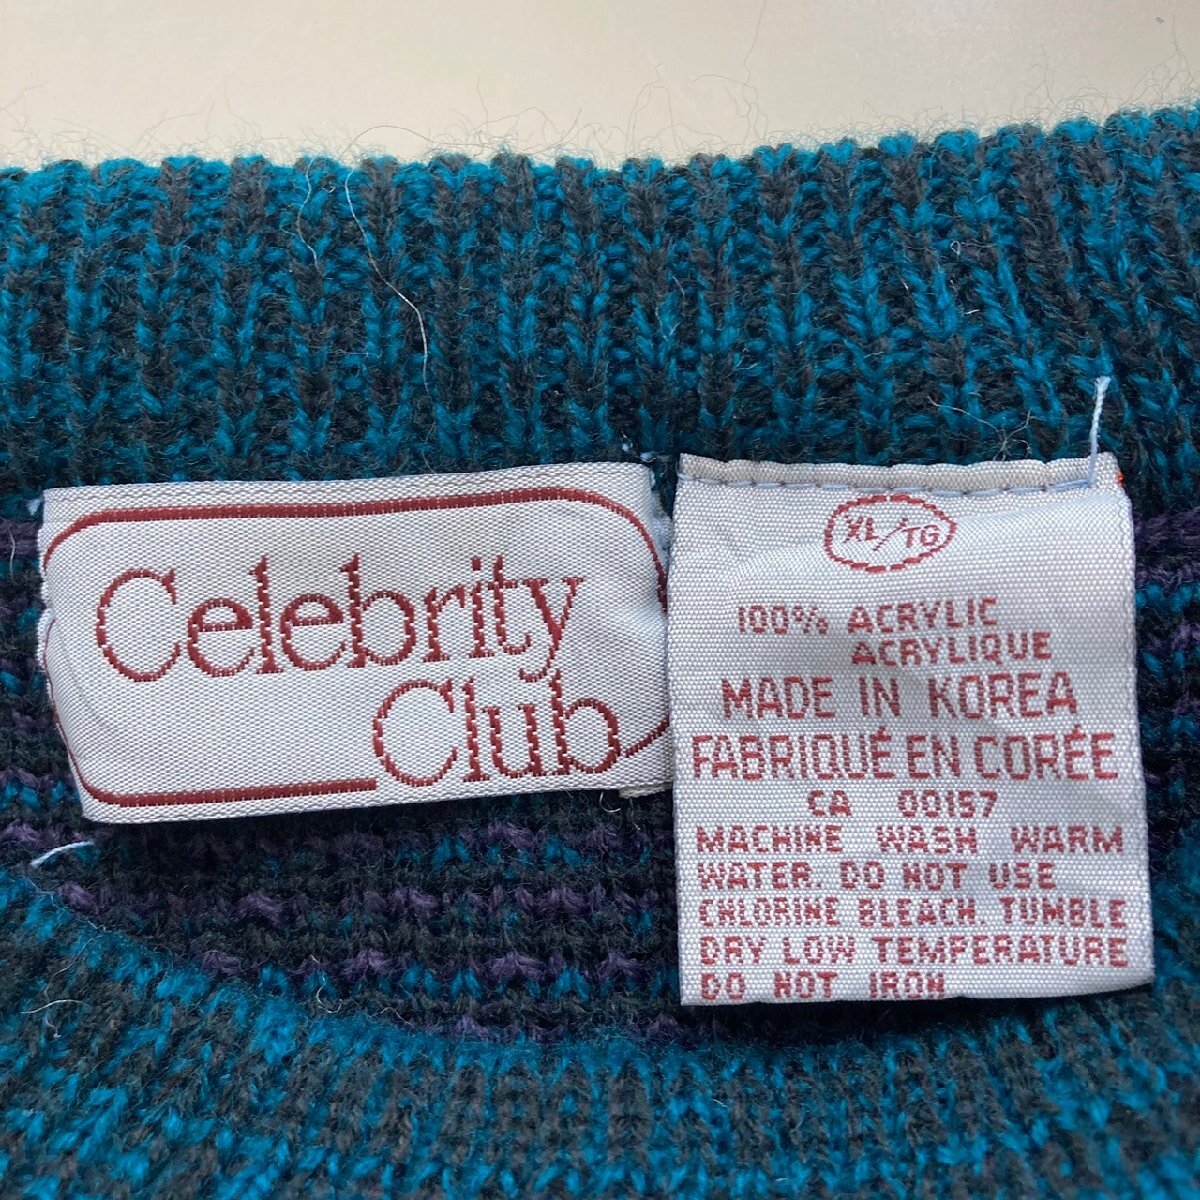 Celebrity
Club
XL/TG
100% ACRYLIC
ACRYLIQUE
MADE IN KOREA
FABRIQUÉ EN CORÉE
CA 00157
MACHINE WASH WARM
WATER. DO NOT USE
CHLORINE BLEACH. TUMBLE
DRY LOW TEMPERATURE
DO NOT IRON